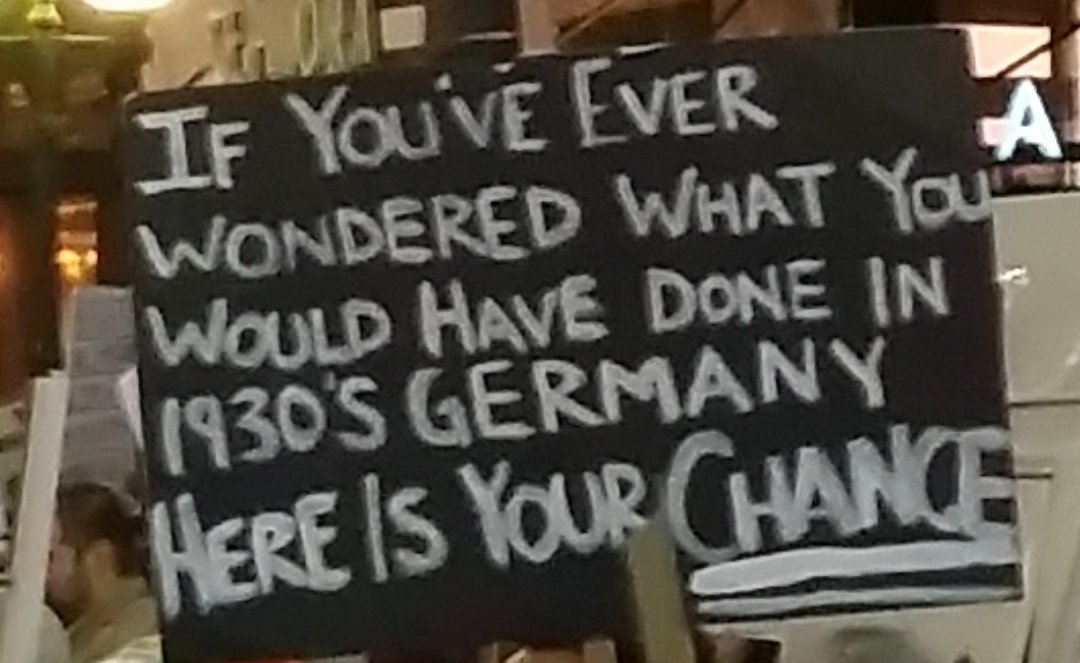 IF YOU'VE EVER
WONDERED WHAT YOU
WOULD HAVE DONE IN
1930'S GERMANY
HERE IS YOUR CHANCE
A